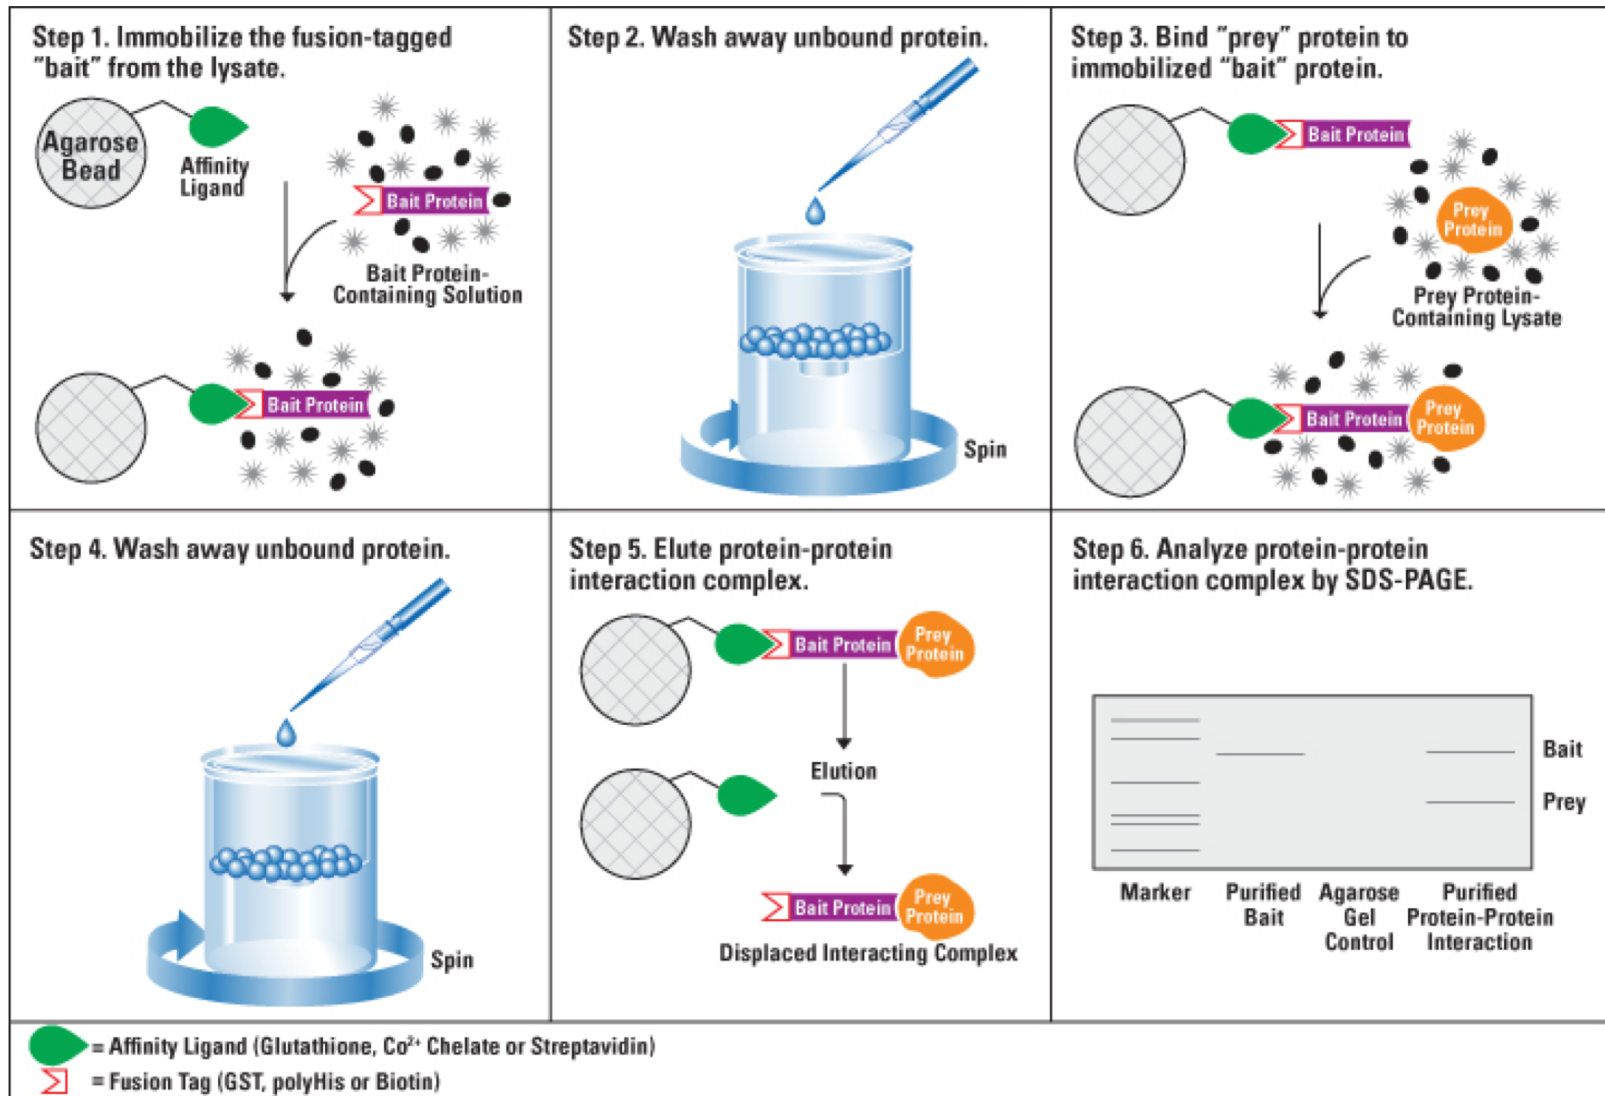 Step 1. Immobilize the fusion-tagged
"bait" from the lysate.
Agarose
Bead
Affinity
Ligand
Bait Protein
Bait Protein-
Containing Solution
Bait Protein
Step 2. Wash away unbound protein.
Spin
Step 3. Bind "prey" protein to
immobilized "bait" protein.
Bait Protein
Prey
Protein
Prey Protein-
Containing Lysate
Bait Protein
Prey
Protein
Step 4. Wash away unbound protein.
Spin
Step 5. Elute protein-protein
interaction complex.
Bait Protein
Prey
Protein
Elution
Bait Protein
Prey
Protein
Displaced Interacting Complex
Step 6. Analyze protein-protein
interaction complex by SDS-PAGE.
Bait
Prey
Marker
Purified
Bait
Agarose
Gel
Control
Purified
Protein-Protein
Interaction
= Affinity Ligand (Glutathione, Co²⁺ Chelate or Streptavidin)
= Fusion Tag (GST, polyHis or Biotin)